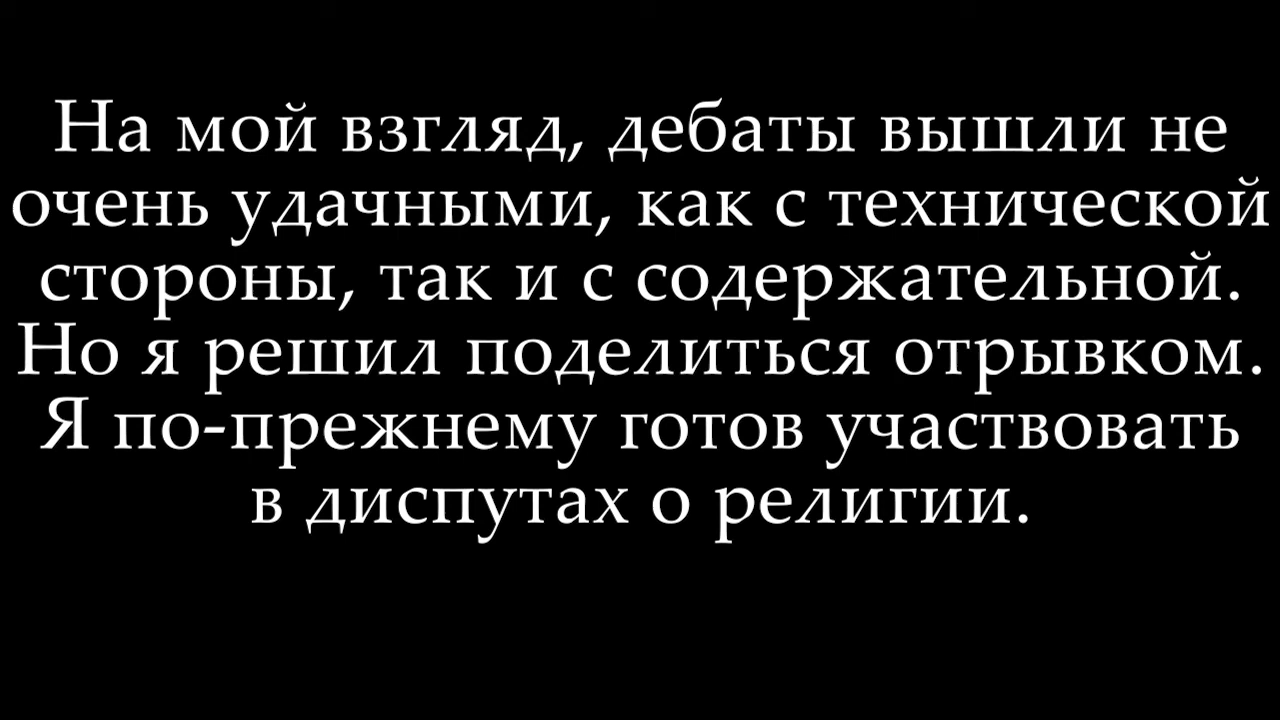 На мой взгляд, дебаты вышли не
очень удачными, как с технической
стороны, так и с содержательной.
Но я решил поделиться отрывком.
Я по-прежнему готов участвовать
в диспутах о религии.